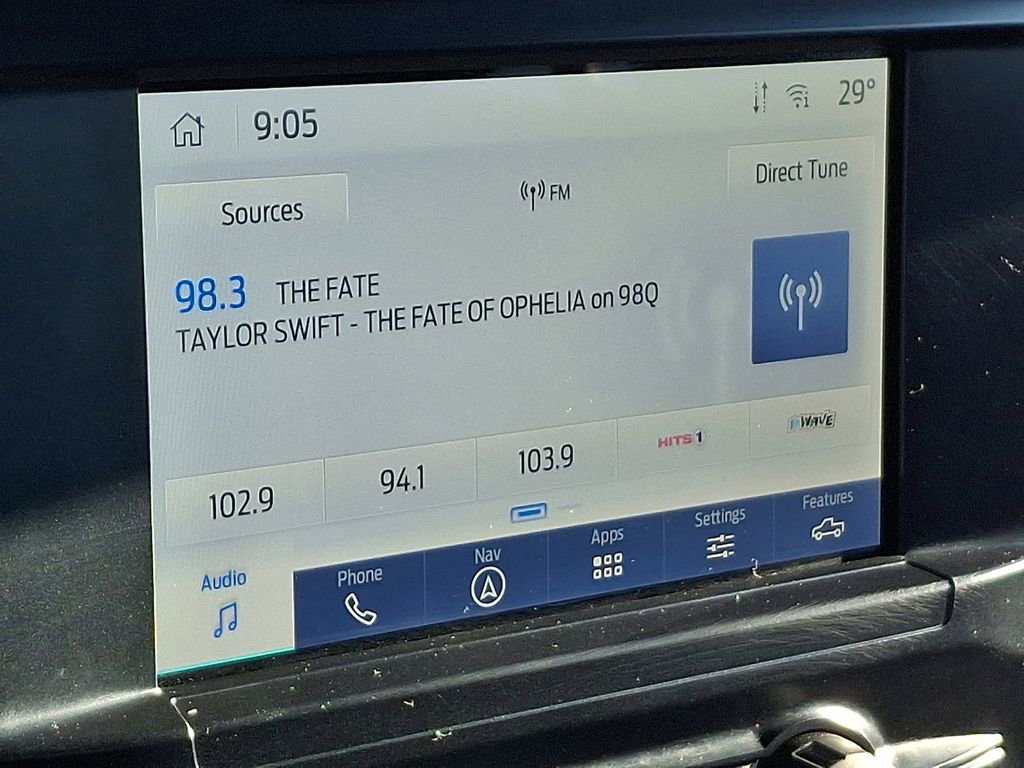 9:05
29°
Sources
FM
Direct Tune
98.3 THE FATE
TAYLOR SWIFT - THE FATE OF OPHELIA on 98Q
102.9 94.1 103.9 HITS 1 WAVE
Audio Phone Nav Apps Settings Features